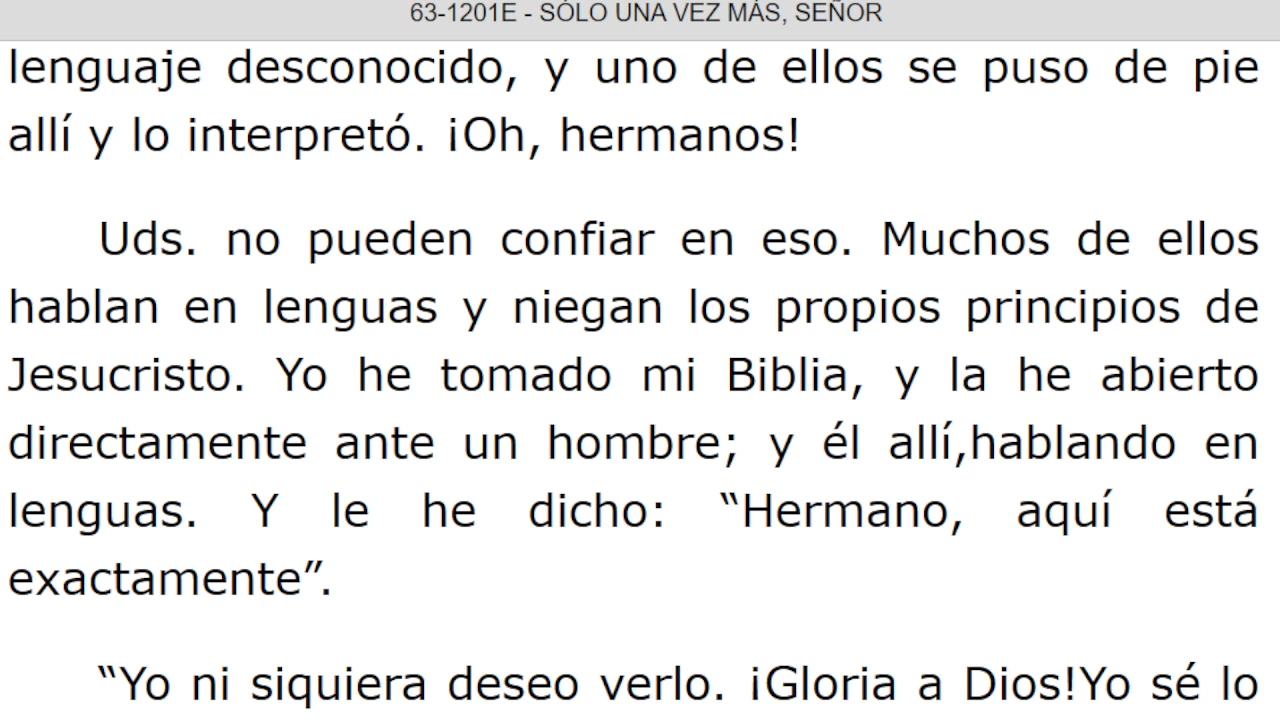 63-1201E - SÓLO UNA VEZ MÁS, SEÑOR
lenguaje desconocido, y uno de ellos se puso de pie
allí y lo interpretó. ¡Oh, hermanos!
Uds. no pueden confiar en eso. Muchos de ellos
hablan en lenguas y niegan los propios principios de
Jesucristo. Yo he tomado mi Biblia, y la he abierto
directamente ante un hombre; y él allí,hablando en
lenguas. Y le he dicho: “Hermano, aquí está
exactamente”.
“Yo ni siquiera deseo verlo. ¡Gloria a Dios!Yo sé lo